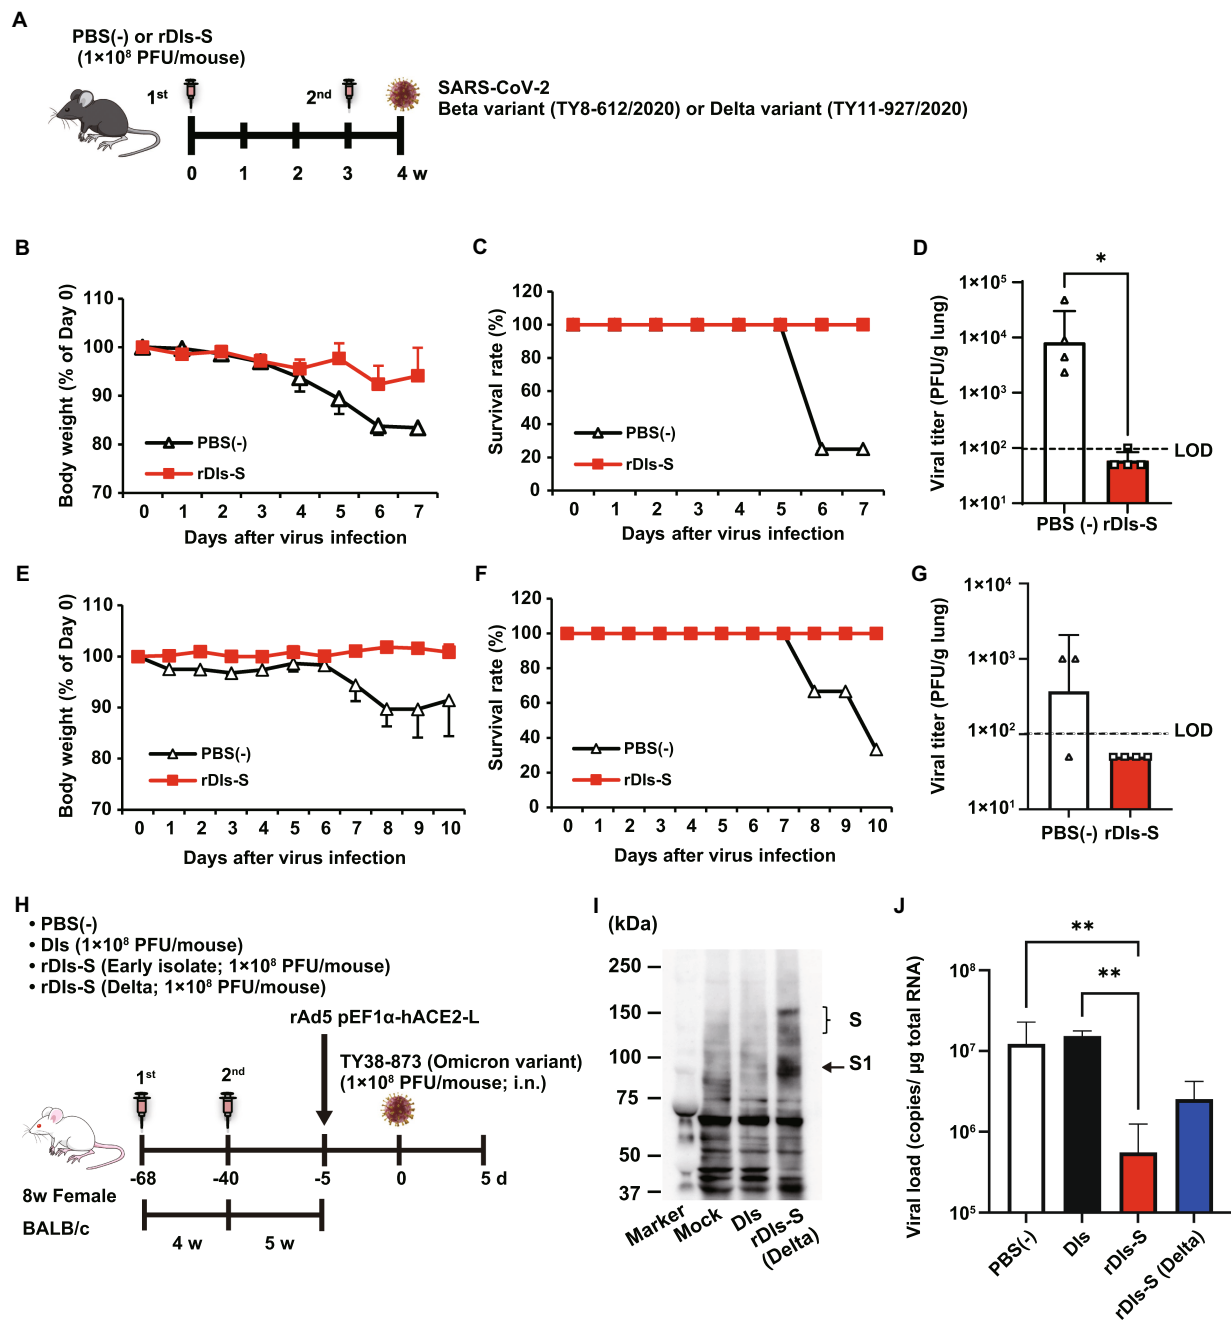 A
PBS(-) or rDIs-S
(1×10⁸ PFU/mouse)
1st
2nd
SARS-CoV-2
Beta variant (TY8-612/2020) or Delta variant (TY11-927/2020)
0 1 2 3 4 w
B
Body weight (% of Day 0)
110
100
90
80
70
PBS(-)
rDIs-S
0 1 2 3 4 5 6 7
Days after virus infection
C
Survival rate (%)
120
100
80
60
40
20
0
PBS(-)
rDIs-S
0 1 2 3 4 5 6 7
Days after virus infection
D
Viral titer (PFU/g lung)
*
1×10⁵
1×10⁴
1×10³
1×10²
1×10¹
LOD
PBS (-) rDIs-S
E
Body weight (% of Day 0)
110
100
90
80
70
PBS(-)
rDIs-S
0 1 2 3 4 5 6 7 8 9 10
Days after virus infection
F
Survival rate (%)
120
100
80
60
40
20
0
PBS(-)
rDIs-S
0 1 2 3 4 5 6 7 8 9 10
Days after virus infection
G
Viral titer (PFU/g lung)
1×10⁴
1×10³
1×10²
1×10¹
LOD
PBS(-) rDIs-S
H
• PBS(-)
• DIs (1×10⁸ PFU/mouse)
• rDIs-S (Early isolate; 1×10⁸ PFU/mouse)
• rDIs-S (Delta; 1×10⁸ PFU/mouse)
rAd5 pEF1α-hACE2-L
TY38-873 (Omicron variant)
(1×10⁸ PFU/mouse; i.n.)
1st
2nd
-68 -40 -5 0 5 d
8w Female
BALB/c
4 w 5 w
I
(kDa)
250
150
100
75
50
37
S
S1
Marker
Mock
DIs
rDIs-S
(Delta)
J
Viral load (copies/ µg total RNA)
**
**
10⁸
10⁷
10⁶
10⁵
PBS(-)
DIs
rDIs-S
rDIs-S (Delta)